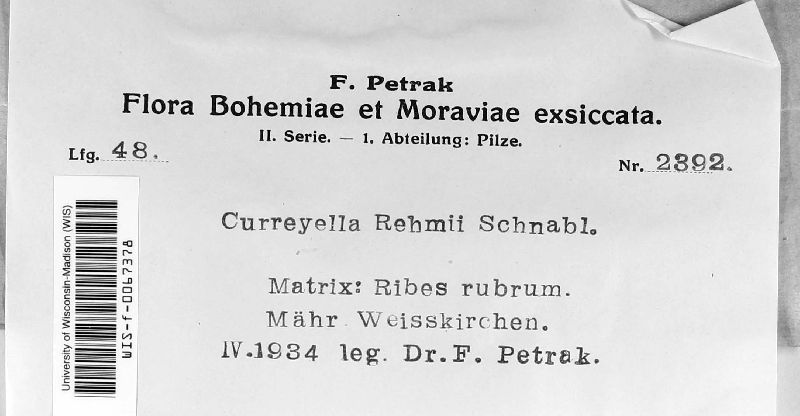 F. Petrak
Flora Bohemiae et Moraviae exsiccata.
II. Serie. — 1. Abteilung: Pilze.
Lfg. 48.
Nr. 2392.
Curreyella Rehmii Schnabl.
Matrix: Ribes rubrum.
Mähr. Weisskirchen.
IV.1934 leg. Dr. F. Petrak.
University of Wisconsin-Madison (WIS)
WIS-f-0067378